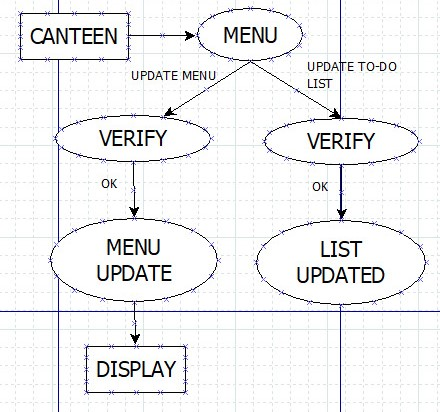 CANTEEN
MENU
UPDATE MENU
UPDATE TO-DO
LIST
VERIFY
VERIFY
OK
OK
MENU
UPDATE
LIST
UPDATED
DISPLAY